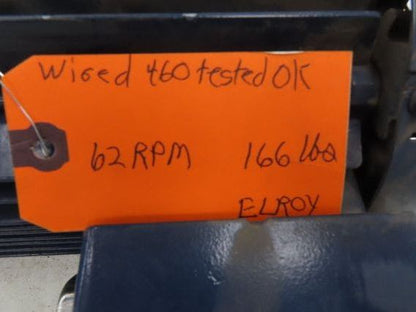 Wired 460 tested OK
62 RPM 166 lbs
ELROY